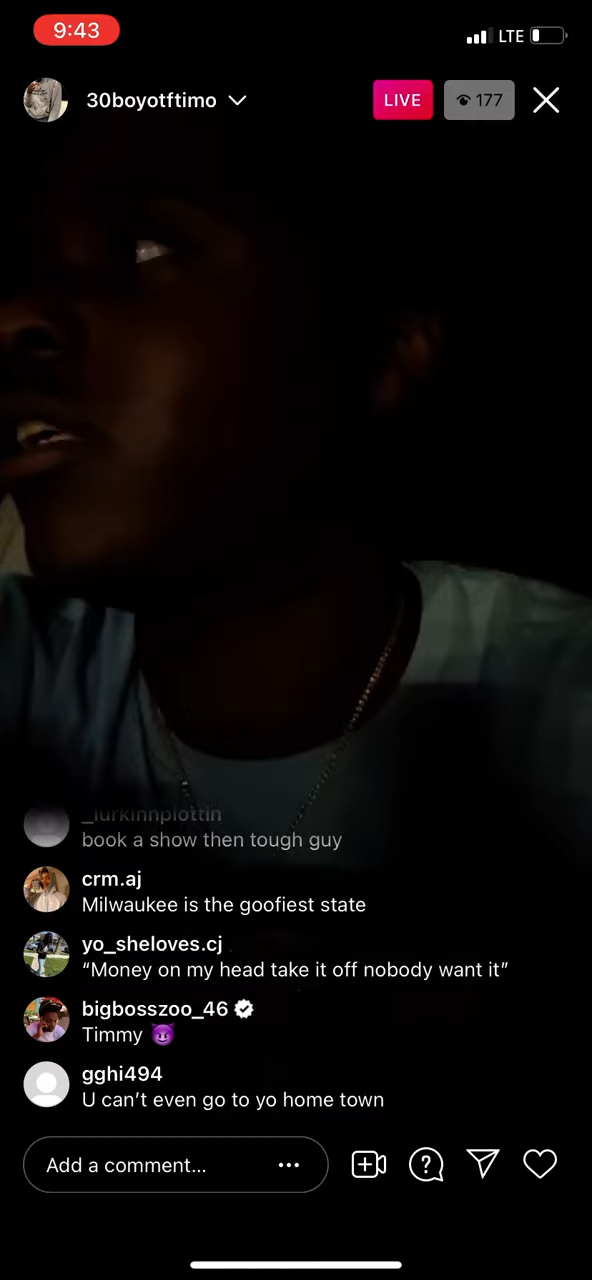 9:43
LTE
30boyotftimo
LIVE
177
_lurkinnplottin
book a show then tough guy
crm.aj
Milwaukee is the goofiest state
yo_sheloves.cj
“Money on my head take it off nobody want it”
bigbosszoo_46
Timmy 😈
gghi494
U can’t even go to yo home town
Add a comment...